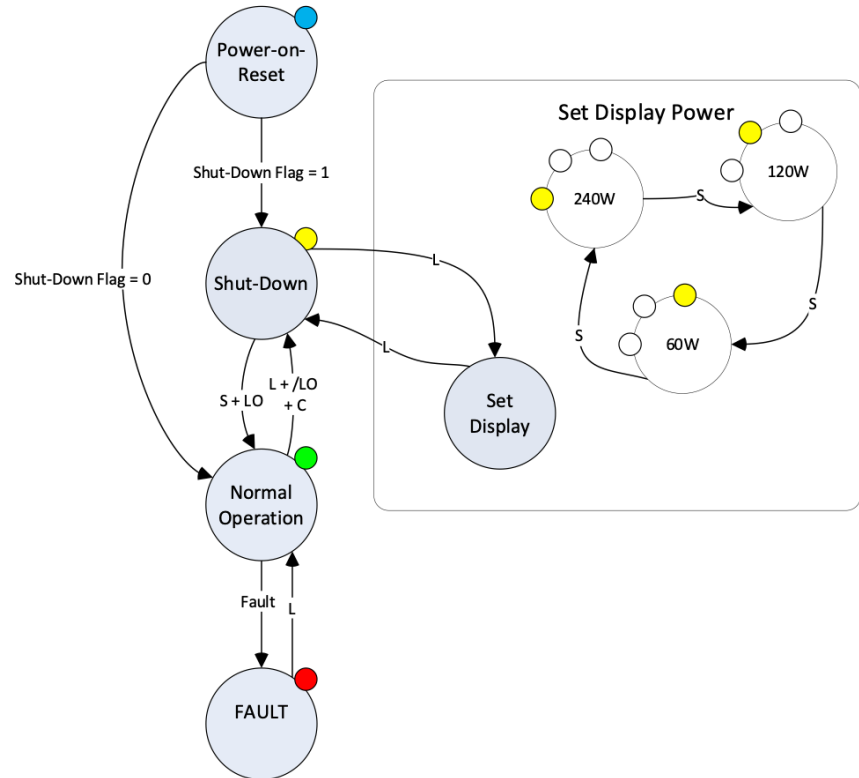 Power-on-
Reset
Shut-Down Flag = 1
Shut-Down Flag = 0
Shut-Down
S + LO
L + /LO
+ C
Normal
Operation
Fault
L
FAULT
L
L
Set
Display
Set Display Power
240W
S
120W
S
60W
S